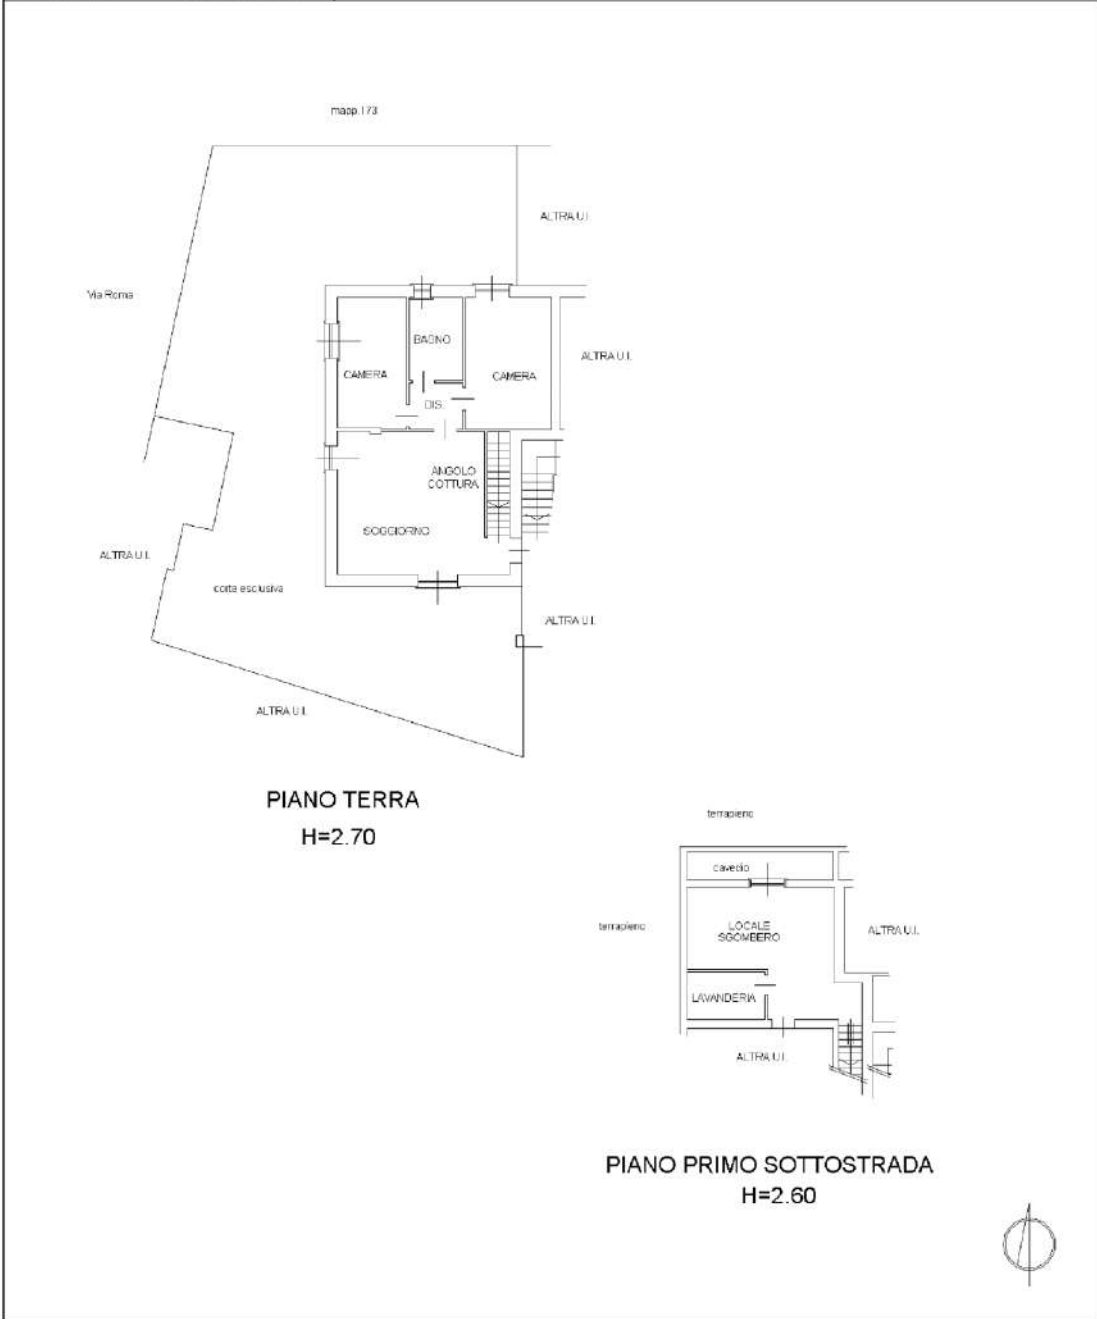 mapp.173
ALTRA U.I.
Via Roma
BAGNO
ALTRA U.I.
CAMERA
CAMERA
DIS.
ANGOLO
COTTURA
SOGGIORNO
ALTRA U.I.
corte esclusiva
ALTRA U.I.
ALTRA U.I.
PIANO TERRA
H=2.70
terrapieno
cavedio
terrapieno
LOCALE
SGOMBERO
ALTRA U.I.
LAVANDERIA
ALTRA U.I.
PIANO PRIMO SOTTOSTRADA
H=2.60